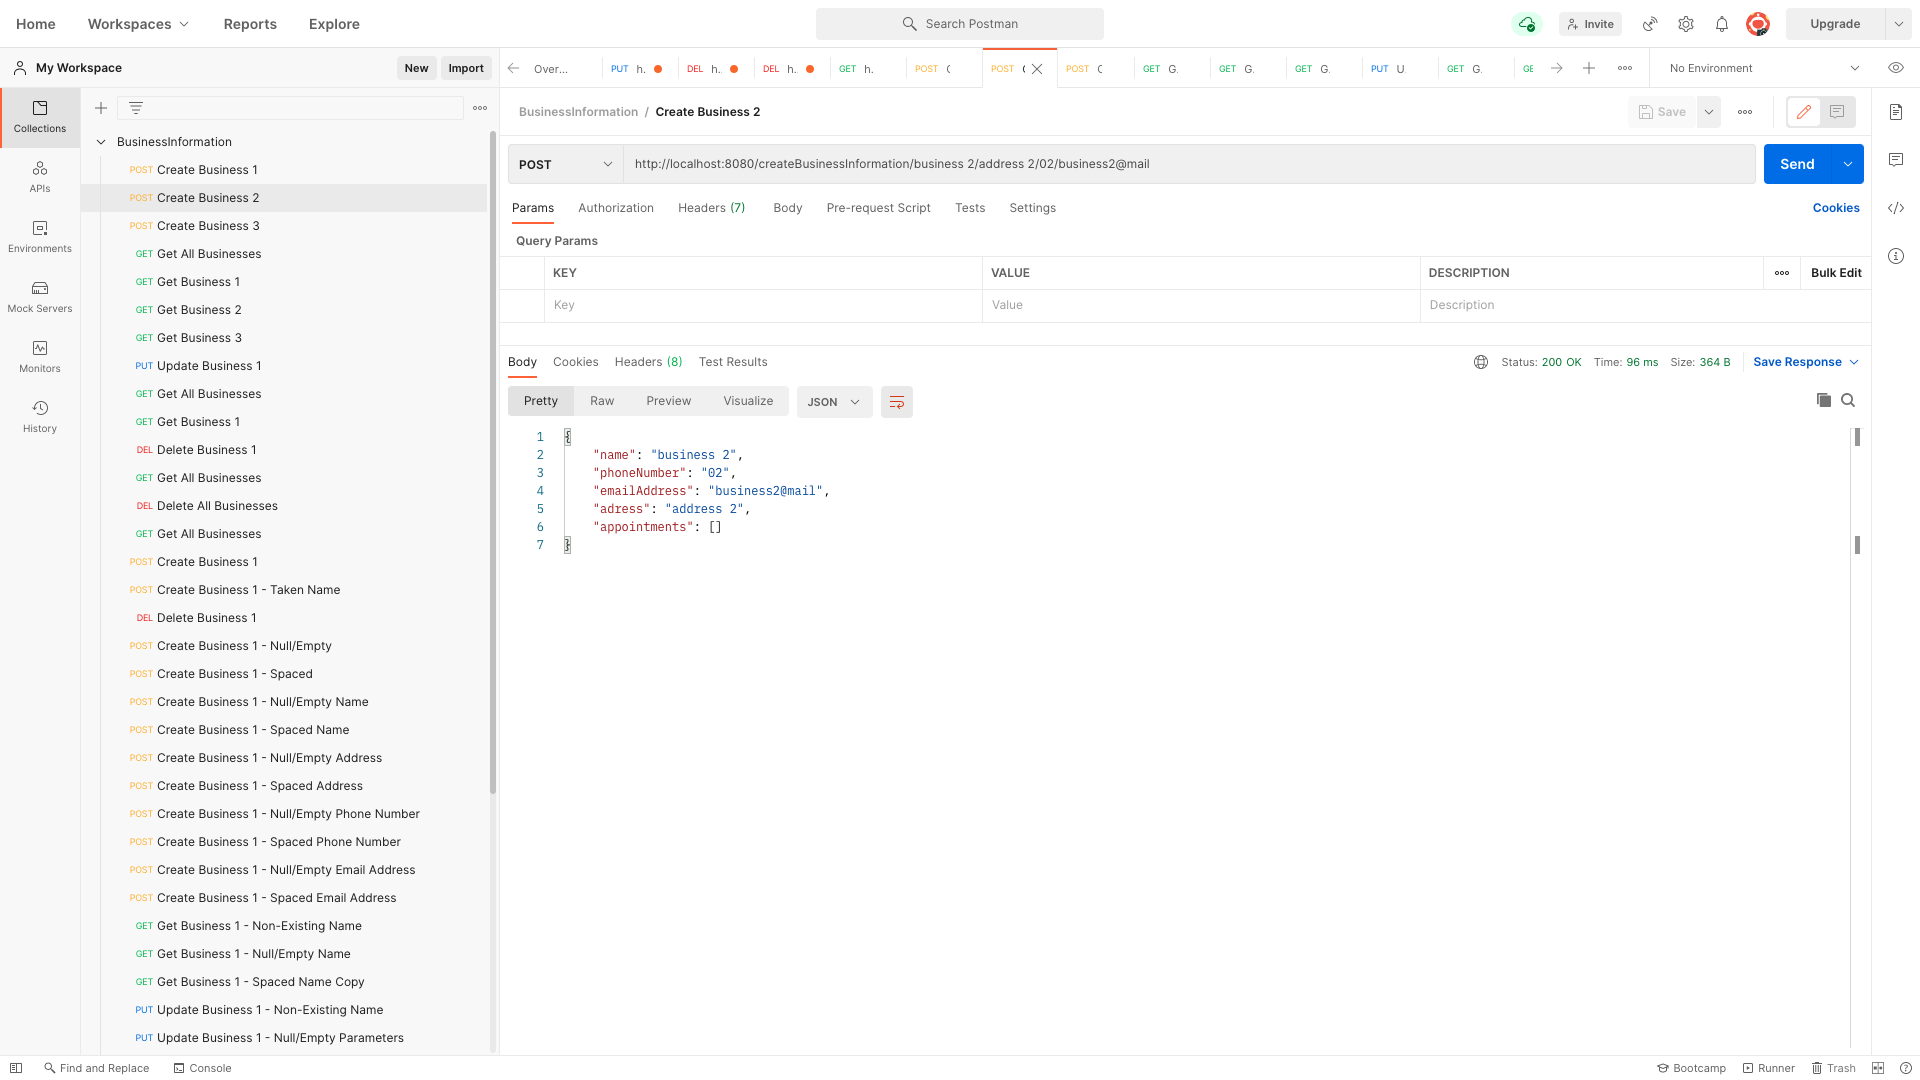 Home
Workspaces
Reports
Explore
Search Postman
Invite
Upgrade
My Workspace
New
Import
Over...
PUT h.
DEL h.
DEL h.
GET h.
POST
POST
POST
GET G.
GET G.
GET G.
PUT U.
GET G.
GE
No Environment
Collections
APIs
Environments
Mock Servers
Monitors
History
BusinessInformation
POST Create Business 1
POST Create Business 2
POST Create Business 3
GET Get All Businesses
GET Get Business 1
GET Get Business 2
GET Get Business 3
PUT Update Business 1
GET Get All Businesses
GET Get Business 1
DEL Delete Business 1
GET Get All Businesses
DEL Delete All Businesses
GET Get All Businesses
POST Create Business 1
POST Create Business 1 - Taken Name
DEL Delete Business 1
POST Create Business 1 - Null/Empty
POST Create Business 1 - Spaced
POST Create Business 1 - Null/Empty Name
POST Create Business 1 - Spaced Name
POST Create Business 1 - Null/Empty Address
POST Create Business 1 - Spaced Address
POST Create Business 1 - Null/Empty Phone Number
POST Create Business 1 - Spaced Phone Number
POST Create Business 1 - Null/Empty Email Address
POST Create Business 1 - Spaced Email Address
GET Get Business 1 - Non-Existing Name
GET Get Business 1 - Null/Empty Name
GET Get Business 1 - Spaced Name Copy
PUT Update Business 1 - Non-Existing Name
PUT Update Business 1 - Null/Empty Parameters
BusinessInformation / Create Business 2
Save
POST
http://localhost:8080/createBusinessInformation/business 2/address 2/02/business2@mail
Send
Params
Authorization
Headers (7)
Body
Pre-request Script
Tests
Settings
Cookies
Query Params
KEY
VALUE
DESCRIPTION
Bulk Edit
Key
Value
Description
Body
Cookies
Headers (8)
Test Results
Status: 200 OK
Time: 96 ms
Size: 364 B
Save Response
Pretty
Raw
Preview
Visualize
JSON
1 {
2 "name": "business 2",
3 "phoneNumber": "02",
4 "emailAddress": "business2@mail",
5 "adress": "address 2",
6 "appointments": []
7 }
Find and Replace
Console
Bootcamp
Runner
Trash